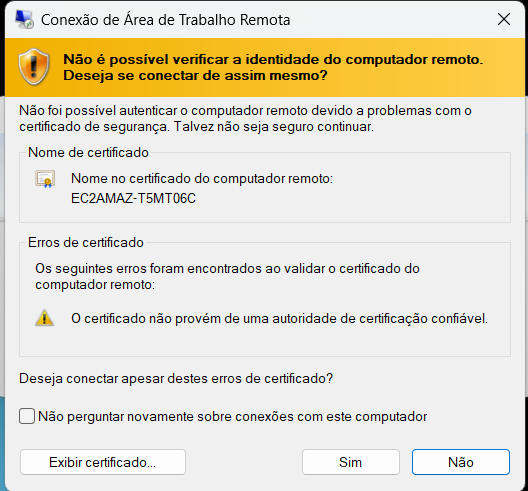 Conexão de Área de Trabalho Remota
Não é possível verificar a identidade do computador remoto.
Deseja se conectar de assim mesmo?
Não foi possível autenticar o computador remoto devido a problemas com o
certificado de segurança. Talvez não seja seguro continuar.
Nome de certificado
Nome no certificado do computador remoto:
EC2AMAZ-T5MT06C
Erros de certificado
Os seguintes erros foram encontrados ao validar o certificado do
computador remoto:
O certificado não provém de uma autoridade de certificação confiável.
Deseja conectar apesar destes erros de certificado?
Não perguntar novamente sobre conexões com este computador
Exibir certificado...
Sim
Não